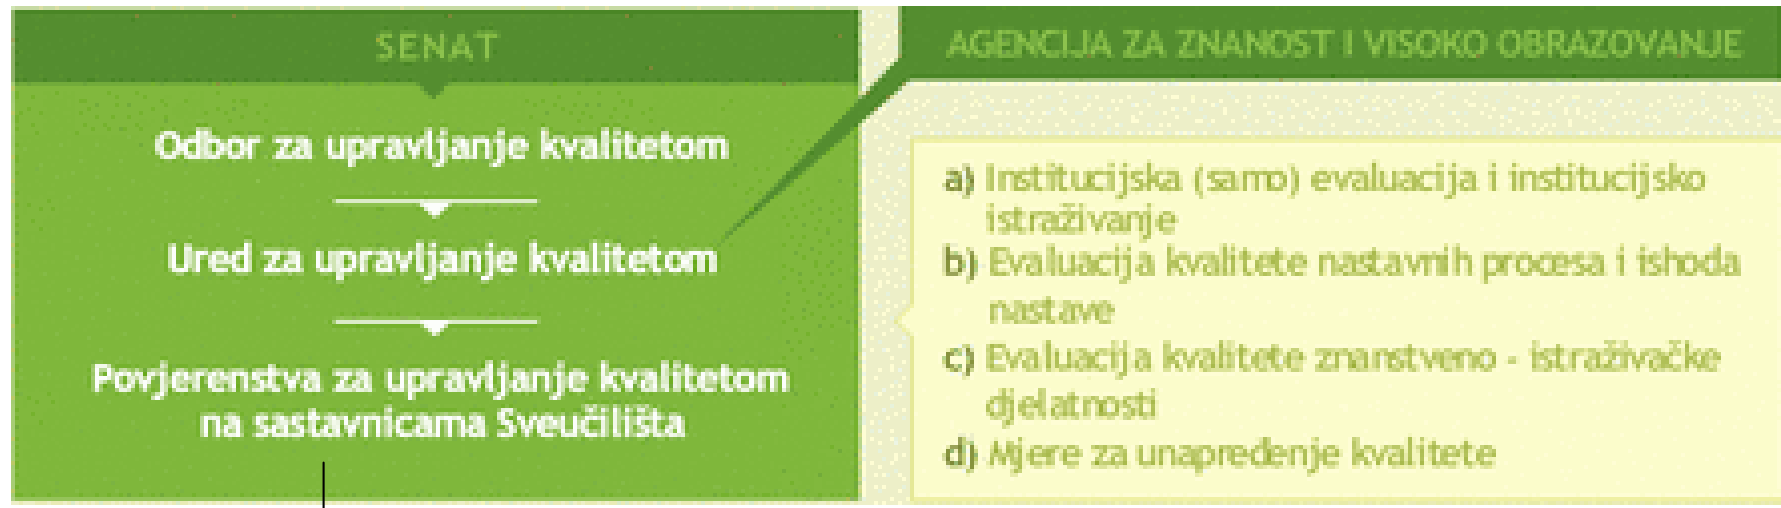 SENAT
Odbor za upravljanje kvalitetom
Ured za upravljanje kvalitetom
Povjerenstva za upravljanje kvalitetom
na sastavnicama Sveučilišta
AGENCIJA ZA ZNANOST I VISOKO OBRAZOVANJE
a) Institucijska (samo) evaluacija i institucijsko
istraživanje
b) Evaluacija kvalitete nastavnih procesa i ishoda
nastave
c) Evaluacija kvalitete znanstveno - istraživačke
djelatnosti
d) Mjere za unapređenje kvalitete